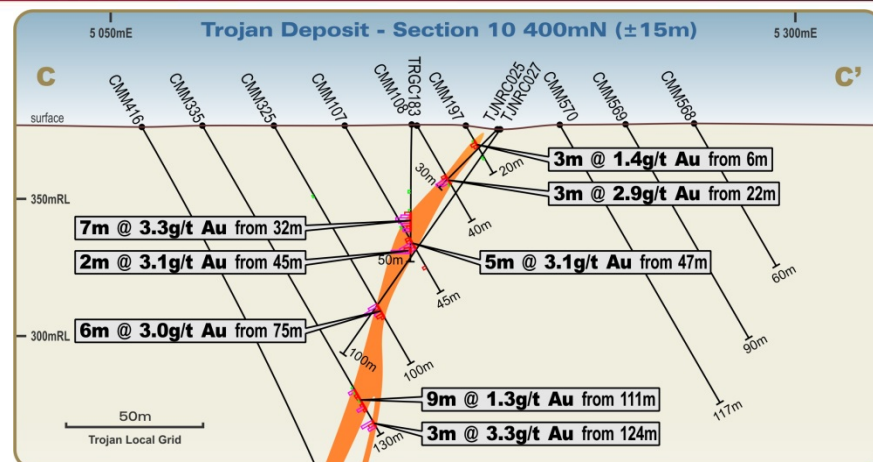 5 050mE
Trojan Deposit - Section 10 400mN (±15m)
5 300mE
C
C'
CMM416
CMM335
CMM325
CMM107
CMM108
TRGC183
CMM197
TJNRC025
TJNRC027
CMM570
CMM569
CMM568
surface
3m @ 1.4g/t Au from 6m
20m
30m
3m @ 2.9g/t Au from 22m
350mRL
7m @ 3.3g/t Au from 32m
40m
2m @ 3.1g/t Au from 45m
50m
5m @ 3.1g/t Au from 47m
60m
45m
6m @ 3.0g/t Au from 75m
300mRL
90m
100m
100m
9m @ 1.3g/t Au from 111m
117m
50m
Trojan Local Grid
3m @ 3.3g/t Au from 124m
130m